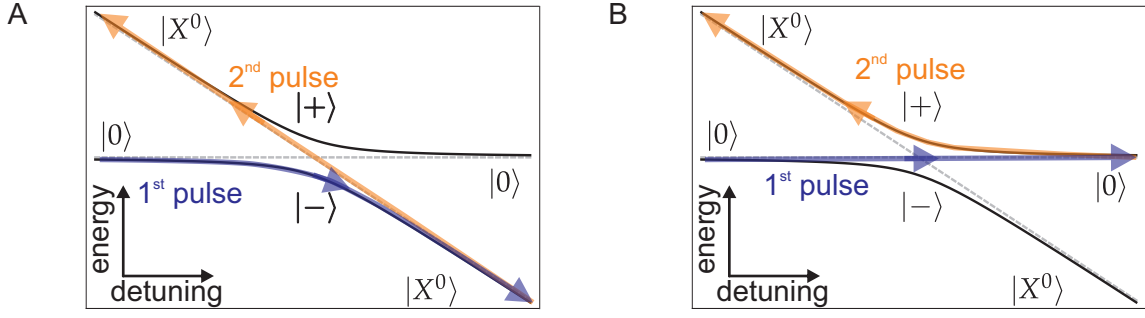 A
|X⁰⟩
2ⁿᵈ pulse
|+⟩
|0⟩
|0⟩
1ˢᵗ pulse
|−⟩
energy
detuning
|X⁰⟩
B
|X⁰⟩
2ⁿᵈ pulse
|+⟩
|0⟩
1ˢᵗ pulse
|0⟩
|−⟩
energy
detuning
|X⁰⟩